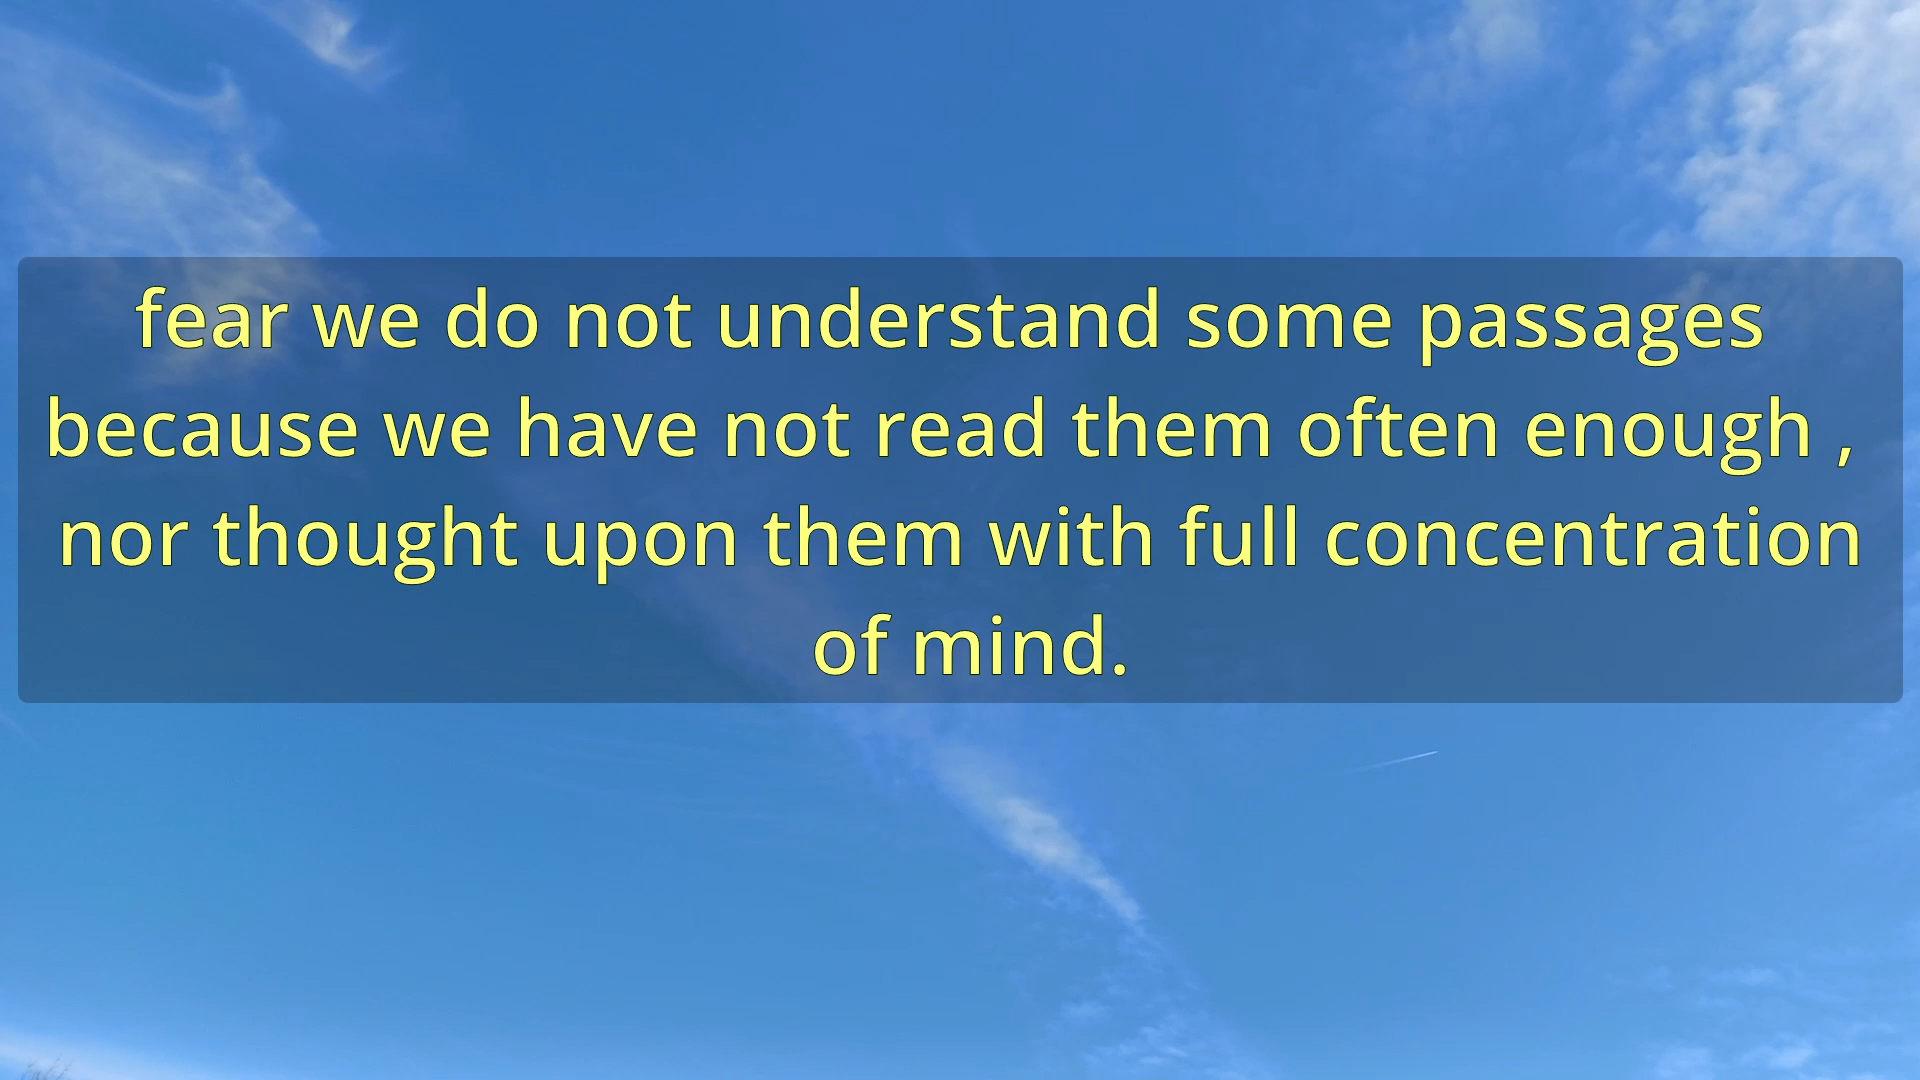 fear we do not understand some passages
because we have not read them often enough ,
nor thought upon them with full concentration
of mind.